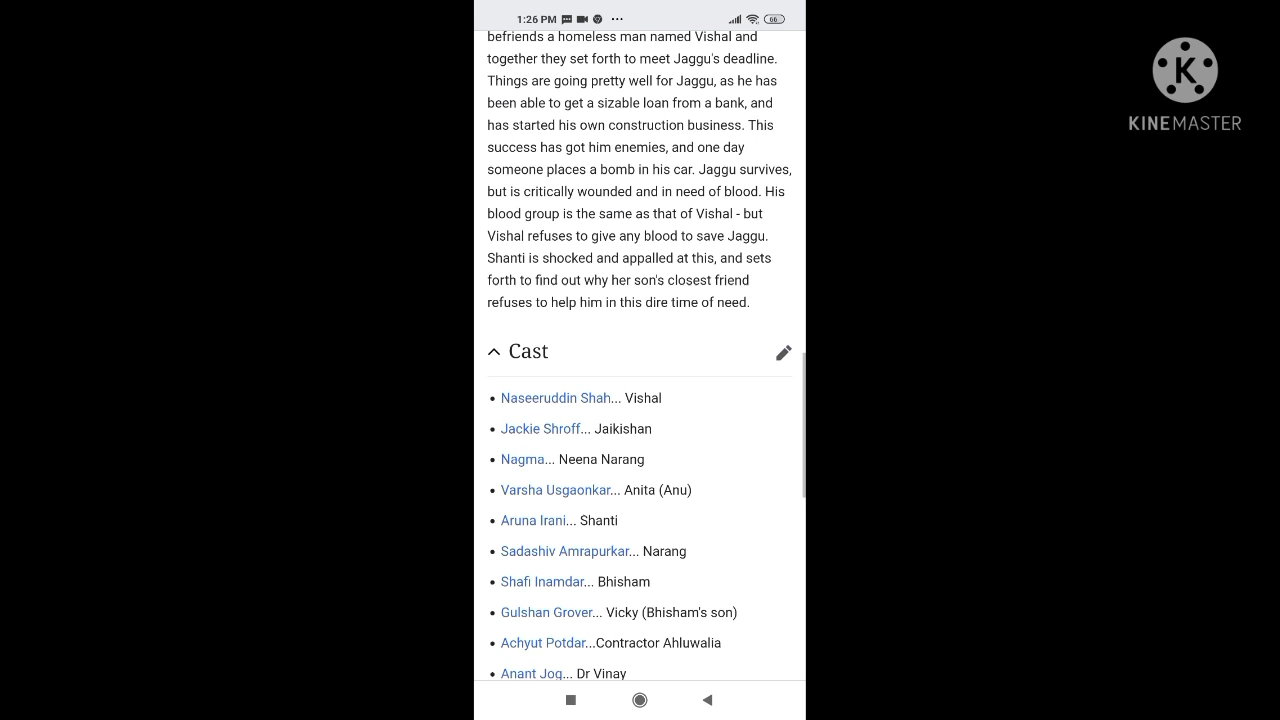 1:26 PM
66
befriends a homeless man named Vishal and
together they set forth to meet Jaggu's deadline.
Things are going pretty well for Jaggu, as he has
been able to get a sizable loan from a bank, and
has started his own construction business. This
success has got him enemies, and one day
someone places a bomb in his car. Jaggu survives,
but is critically wounded and in need of blood. His
blood group is the same as that of Vishal - but
Vishal refuses to give any blood to save Jaggu.
Shanti is shocked and appalled at this, and sets
forth to find out why her son's closest friend
refuses to help him in this dire time of need.
Cast
• Naseeruddin Shah... Vishal
• Jackie Shroff... Jaikishan
• Nagma... Neena Narang
• Varsha Usgaonkar... Anita (Anu)
• Aruna Irani... Shanti
• Sadashiv Amrapurkar... Narang
• Shafi Inamdar... Bhisham
• Gulshan Grover... Vicky (Bhisham's son)
• Achyut Potdar...Contractor Ahluwalia
• Anant Jog... Dr Vinay
K
KINEMASTER